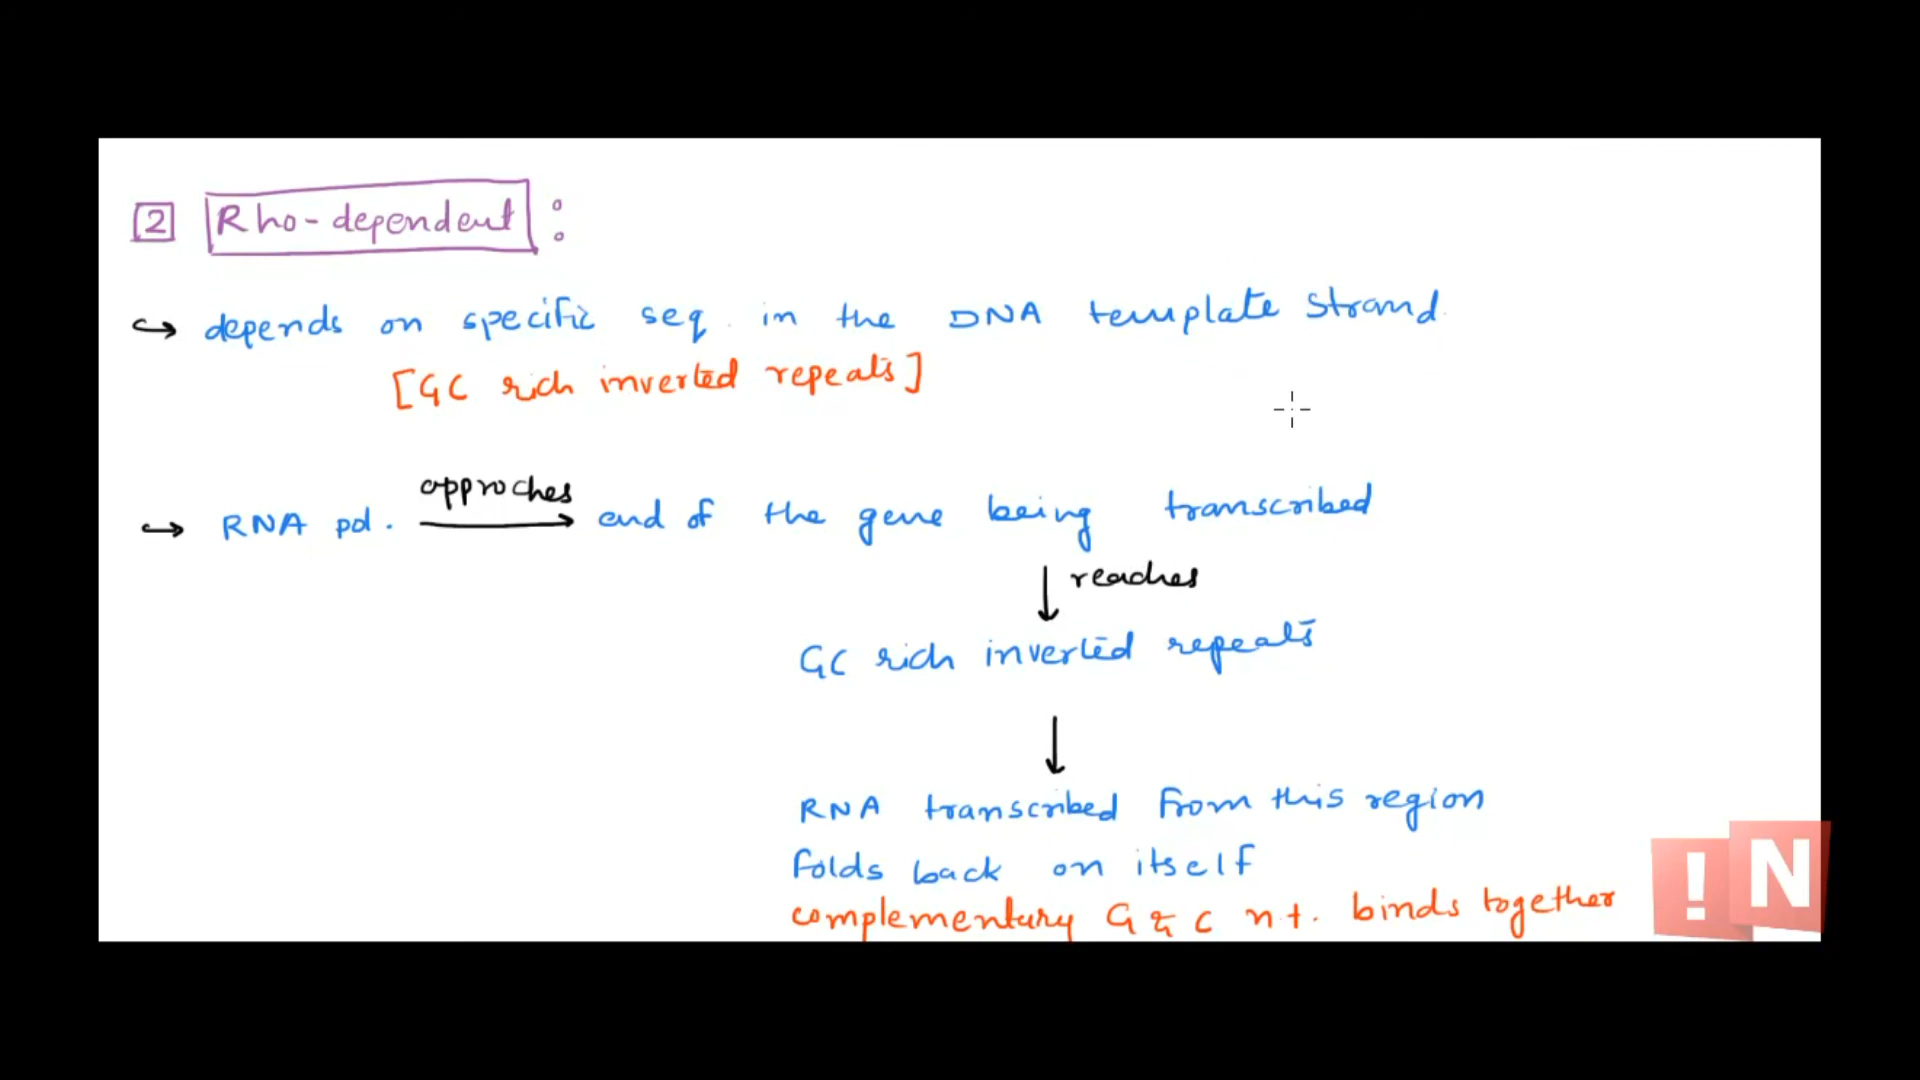 2 Rho-dependent :
↪ depends on specific seq. in the DNA template strand.
[GC rich inverted repeats]
approches
↪ RNA pol. → end of the gene being transcribed
↓ reaches
GC rich inverted repeats
↓
RNA transcribed from this region
folds back on itself
complementary G & C nt. binds together
! N